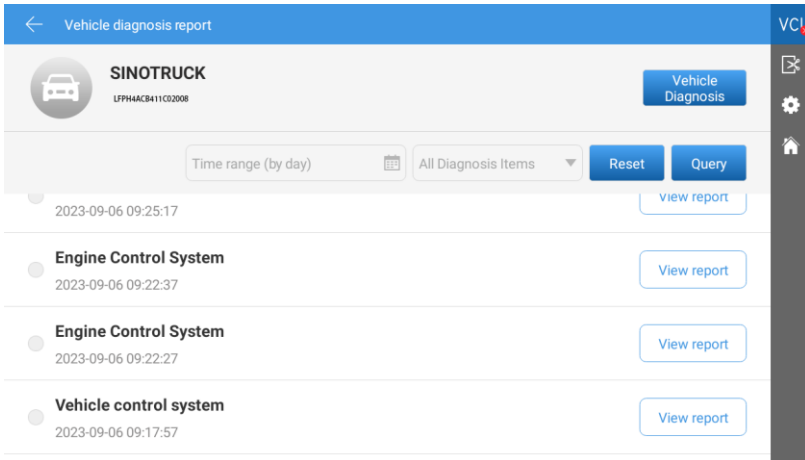 Vehicle diagnosis report
VCI
SINOTRUCK
LFPH4ACB411C02008
Vehicle
Diagnosis
Time range (by day)
All Diagnosis Items
Reset
Query
2023-09-06 09:25:17
View report
Engine Control System
2023-09-06 09:22:37
View report
Engine Control System
2023-09-06 09:22:27
View report
Vehicle control system
2023-09-06 09:17:57
View report